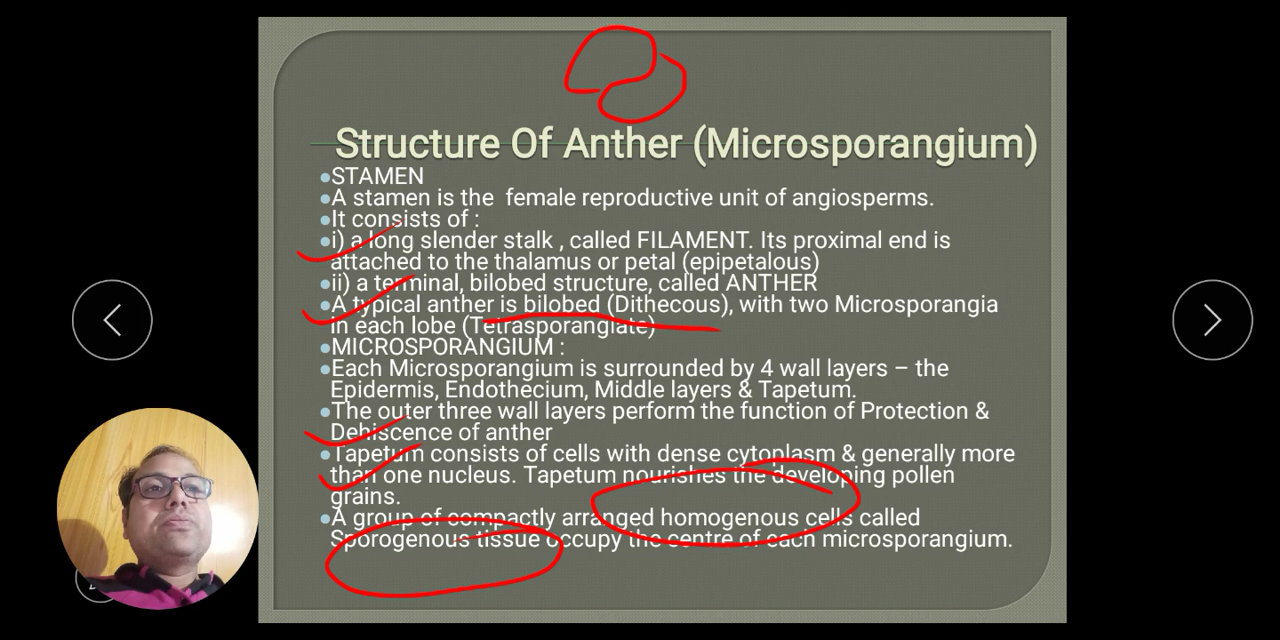 Structure Of Anther (Microsporangium)
●STAMEN
●A stamen is the female reproductive unit of angiosperms.
●It consists of :
●i) a long slender stalk , called FILAMENT. Its proximal end is
attached to the thalamus or petal (epipetalous)
●ii) a terminal, bilobed structure, called ANTHER
●A typical anther is bilobed (Dithecous), with two Microsporangia
in each lobe (Tetrasporangiate)
●MICROSPORANGIUM :
●Each Microsporangium is surrounded by 4 wall layers – the
Epidermis, Endothecium, Middle layers & Tapetum.
●The outer three wall layers perform the function of Protection &
Dehiscence of anther
●Tapetum consists of cells with dense cytoplasm & generally more
than one nucleus. Tapetum nourishes the developing pollen
grains.
●A group of compactly arranged homogenous cells called
Sporogenous tissue occupy the centre of each microsporangium.